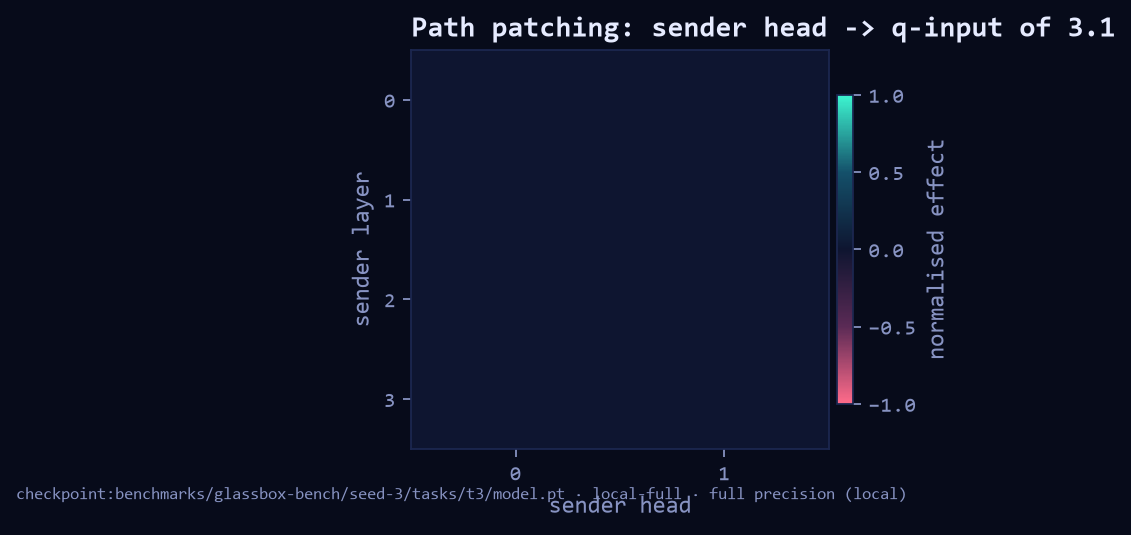 Path patching: sender head -> q-input of 3.1
sender layer
0
1
2
3
0
1
sender head
1.0
0.5
0.0
−0.5
−1.0
normalised effect
checkpoint:benchmarks/glassbox-bench/seed-3/tasks/t3/model.pt · local-full · full precision (local)